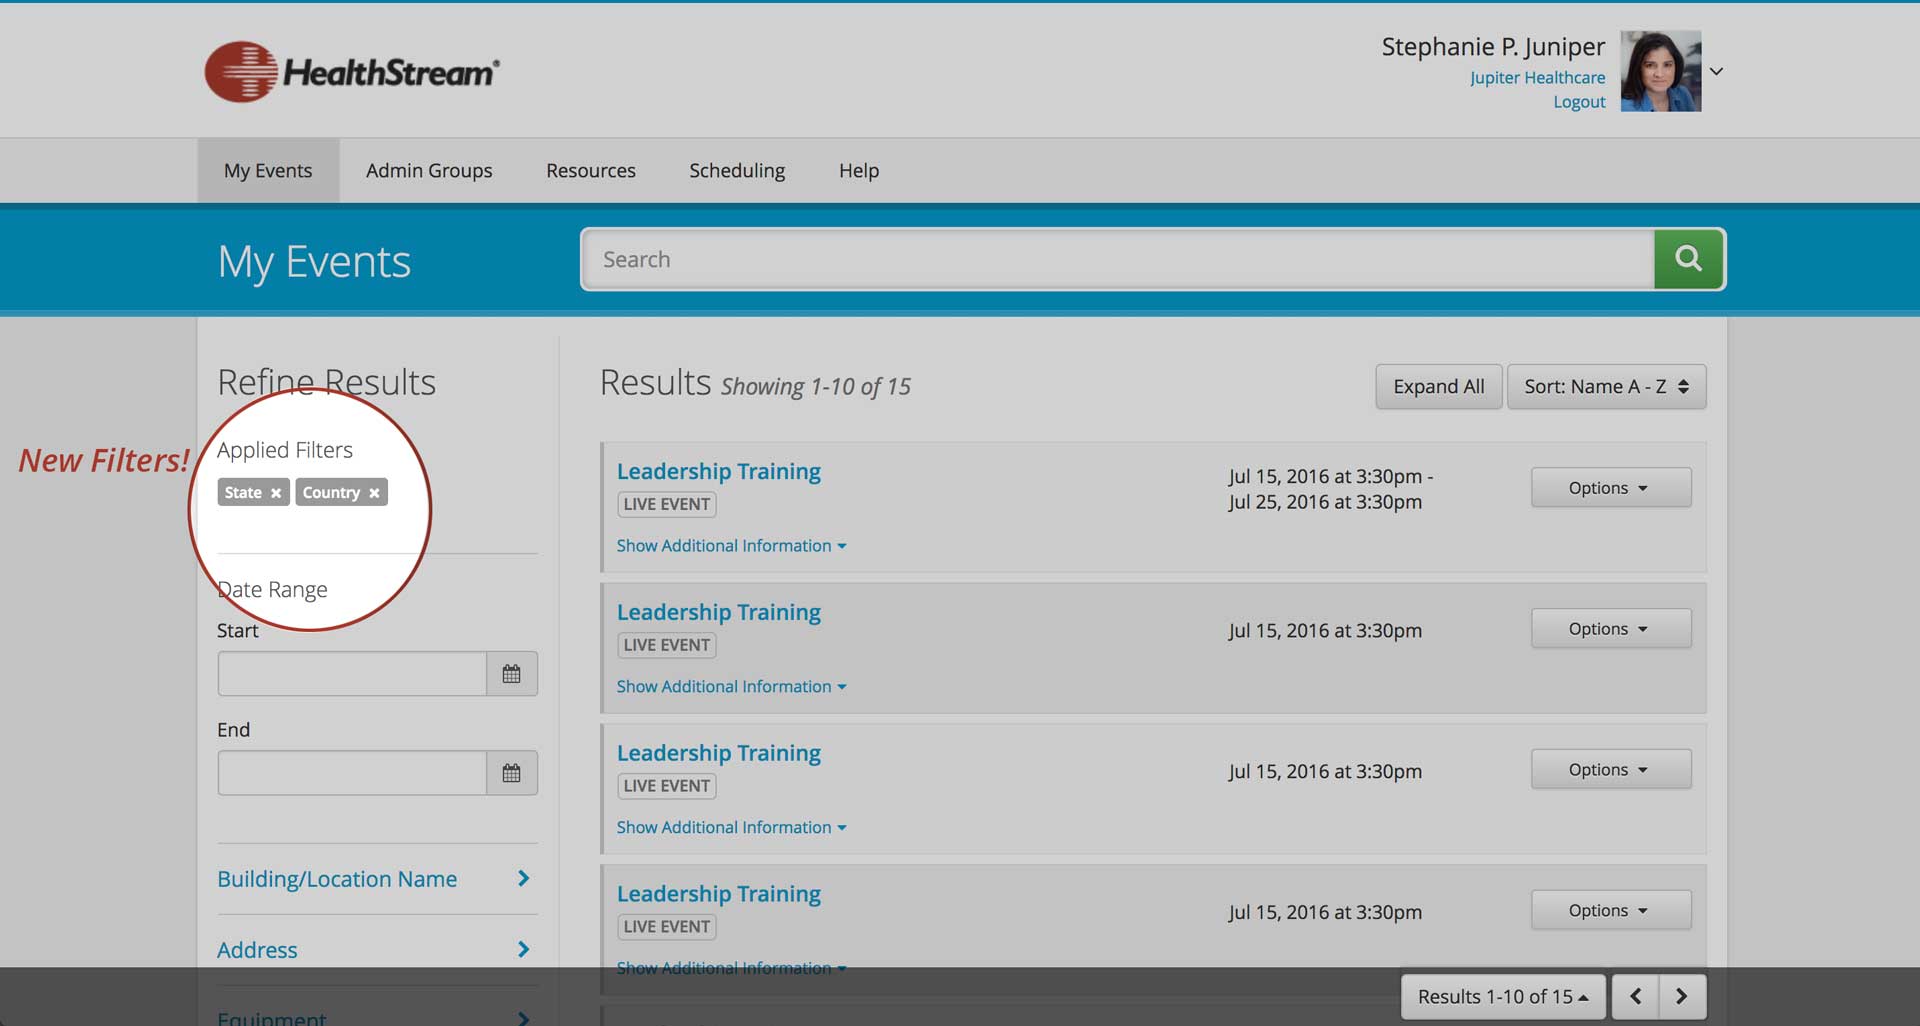 HealthStream®
Stephanie P. Juniper
Jupiter Healthcare
Logout
My Events
Admin Groups
Resources
Scheduling
Help
My Events
Search
Refine Results
New Filters!
Applied Filters
State ×
Country ×
Date Range
Start
End
Building/Location Name
Address
Equipment
Results Showing 1-10 of 15
Expand All
Sort: Name A - Z
Leadership Training
LIVE EVENT
Show Additional Information
Jul 15, 2016 at 3:30pm -
Jul 25, 2016 at 3:30pm
Options
Leadership Training
LIVE EVENT
Show Additional Information
Jul 15, 2016 at 3:30pm
Options
Leadership Training
LIVE EVENT
Show Additional Information
Jul 15, 2016 at 3:30pm
Options
Leadership Training
LIVE EVENT
Show Additional Information
Jul 15, 2016 at 3:30pm
Options
Results 1-10 of 15